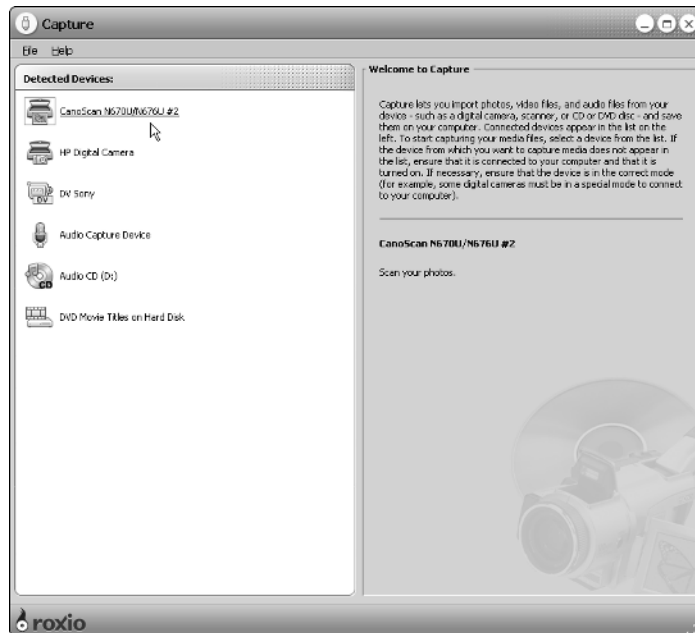 Capture
File Help
Detected Devices:
CanoScan N670U/N676U #2
HP Digital Camera
DV
DV Sony
Audio Capture Device
CD
Audio CD (D:)
DVD Movie Titles on Hard Disk
Welcome to Capture
Capture lets you import photos, video files, and audio files from your
device - such as a digital camera, scanner, or CD or DVD disc - and save
them on your computer. Connected devices appear in the list on the
left. To start capturing your media files, select a device from the list. If
the device from which you want to capture media does not appear in
the list, ensure that it is connected to your computer and that it is
turned on. If necessary, ensure that the device is in the correct mode
(for example, some digital cameras must be in a special mode to connect
to your computer).
CanoScan N670U/N676U #2
Scan your photos.
roxio